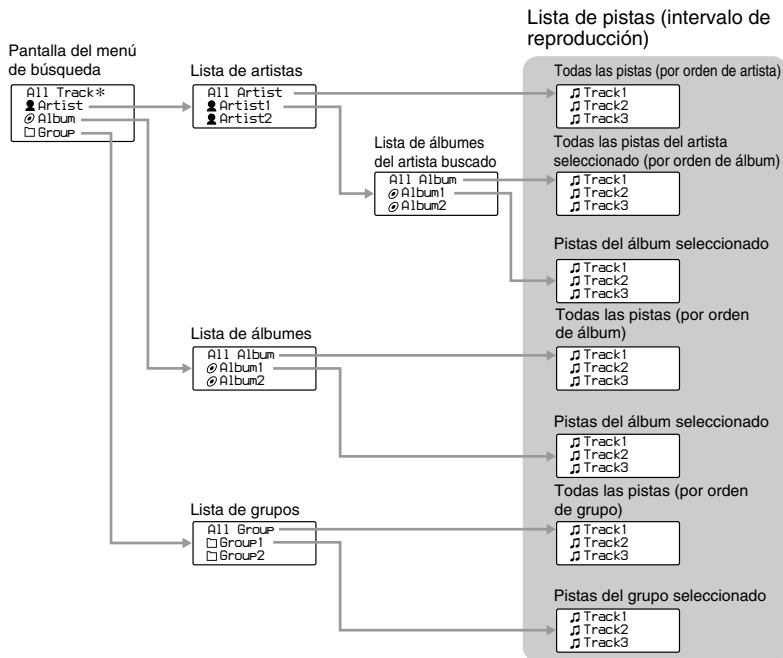 Lista de pistas (intervalo de
reproducción)
Pantalla del menú
de búsqueda
All Track*
Artist
Album
Group
Lista de artistas
All Artist
Artist1
Artist2
Todas las pistas (por orden de artista)
Track1
Track2
Track3
Lista de álbumes
del artista buscado
All Album
Album1
Album2
Todas las pistas del artista
seleccionado (por orden de álbum)
Track1
Track2
Track3
Pistas del álbum seleccionado
Track1
Track2
Track3
Lista de álbumes
All Album
Album1
Album2
Todas las pistas (por orden
de álbum)
Track1
Track2
Track3
Pistas del álbum seleccionado
Track1
Track2
Track3
Lista de grupos
All Group
Group1
Group2
Todas las pistas (por orden
de grupo)
Track1
Track2
Track3
Pistas del grupo seleccionado
Track1
Track2
Track3